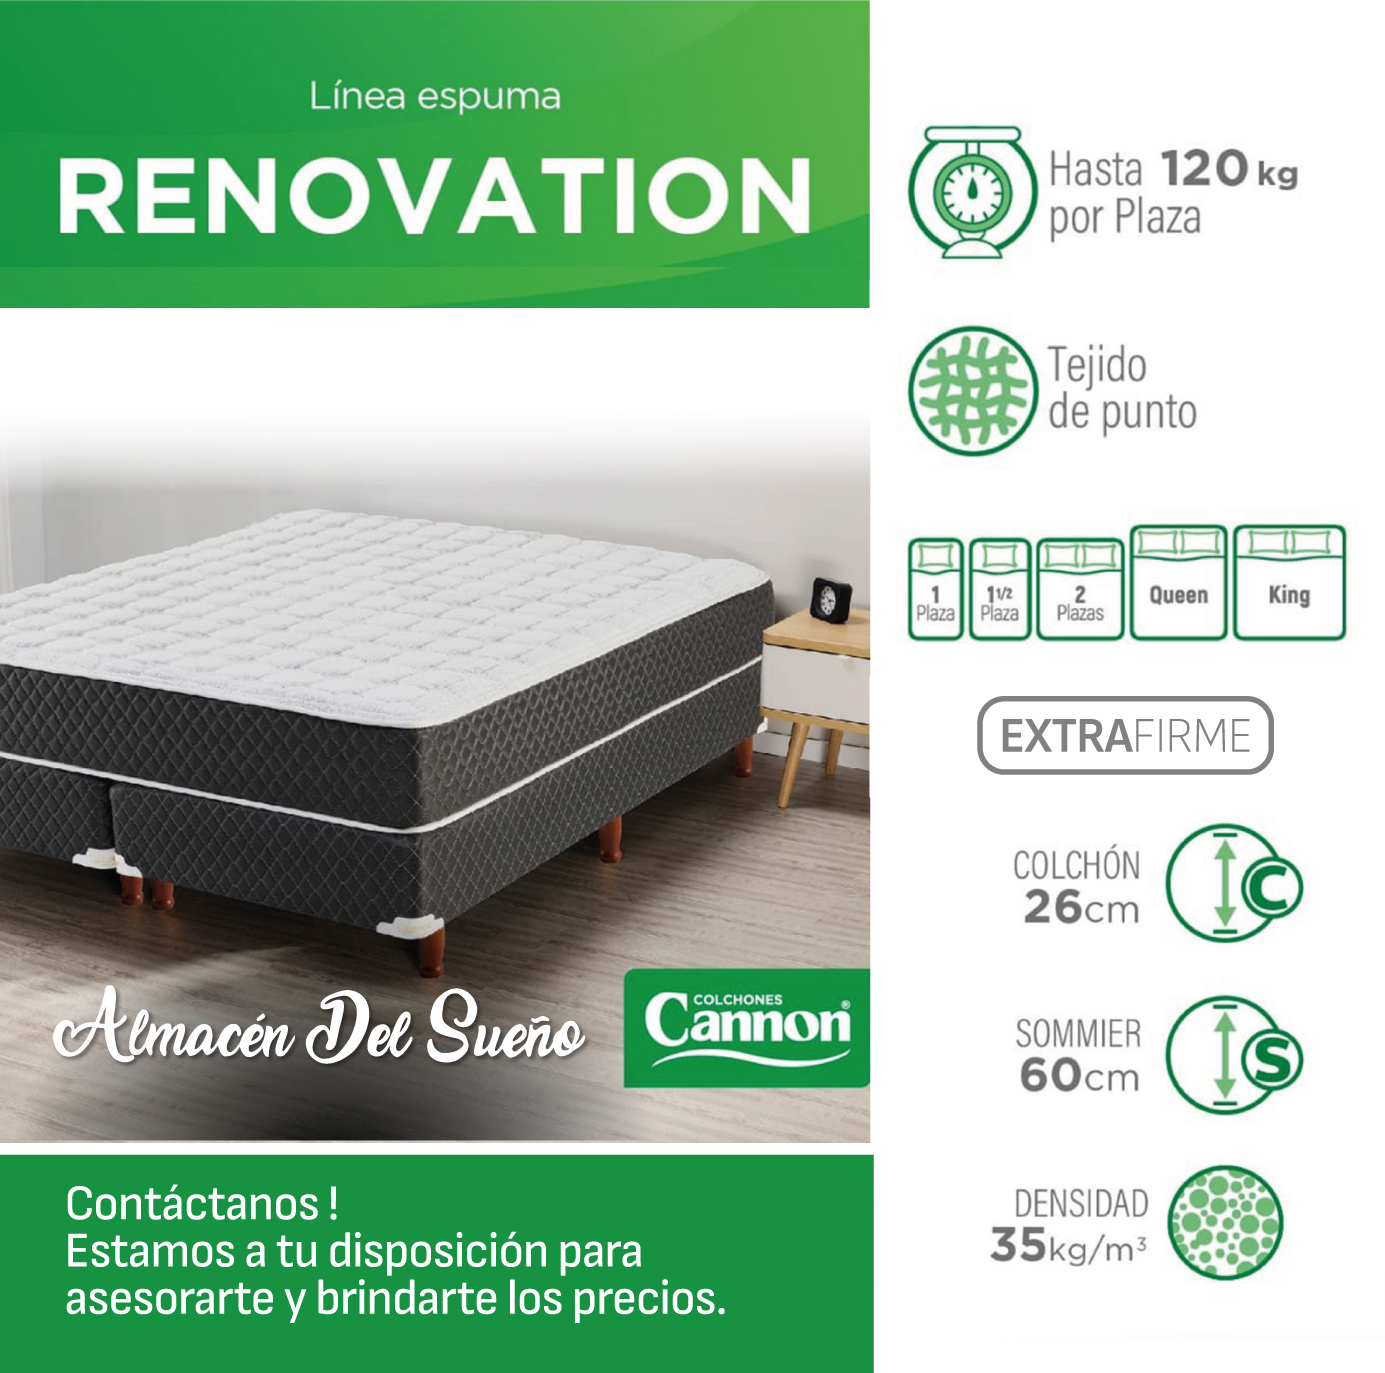 Línea espuma
RENOVATION
Hasta 120 kg
por Plaza
Tejido
de punto
1
Plaza
1 1/2
Plaza
2
Plazas
Queen
King
EXTRAFIRME
COLCHÓN
26cm
C
SOMMIER
60cm
S
DENSIDAD
35kg/m³
Almacén Del Sueño
COLCHONES
Cannon®
Contáctanos !
Estamos a tu disposición para
asesorarte y brindarte los precios.